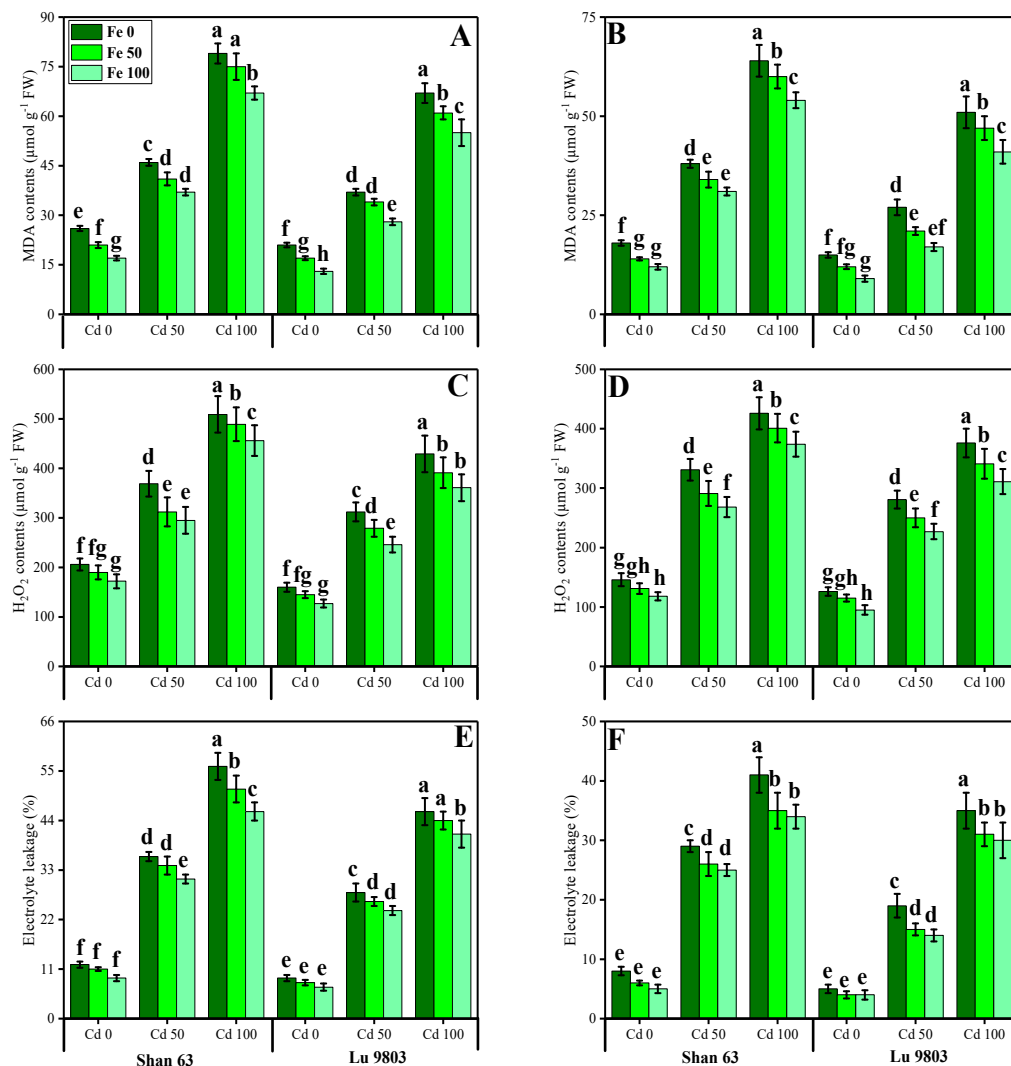 A
Fe 0
Fe 50
Fe 100
MDA contents (μmol g⁻¹ FW)
90
75
60
45
30
15
0
e f g c d d a a b f g h d d e a b c
Cd 0 Cd 50 Cd 100 Cd 0 Cd 50 Cd 100
B
MDA contents (μmol g⁻¹ FW)
75
50
25
0
f g g d e e a b c f fg g d e ef a b c
Cd 0 Cd 50 Cd 100 Cd 0 Cd 50 Cd 100
C
H₂O₂ contents (μmol g⁻¹ FW)
600
500
400
300
200
100
0
f fg g d e e a b c f fg g c d e a b b
Cd 0 Cd 50 Cd 100 Cd 0 Cd 50 Cd 100
D
H₂O₂ contents (μmol g⁻¹ FW)
500
400
300
200
100
0
g gh h d e f a b c g gh h d e f a b c
Cd 0 Cd 50 Cd 100 Cd 0 Cd 50 Cd 100
E
Electrolyte leakage (%)
66
55
44
33
22
11
0
f f f d d e a b c e e e c d d a a b
Cd 0 Cd 50 Cd 100 Cd 0 Cd 50 Cd 100
Shan 63 Lu 9803
F
Electrolyte leakage (%)
50
40
30
20
10
0
e e e c d d a b b e e e c d d a b b
Cd 0 Cd 50 Cd 100 Cd 0 Cd 50 Cd 100
Shan 63 Lu 9803